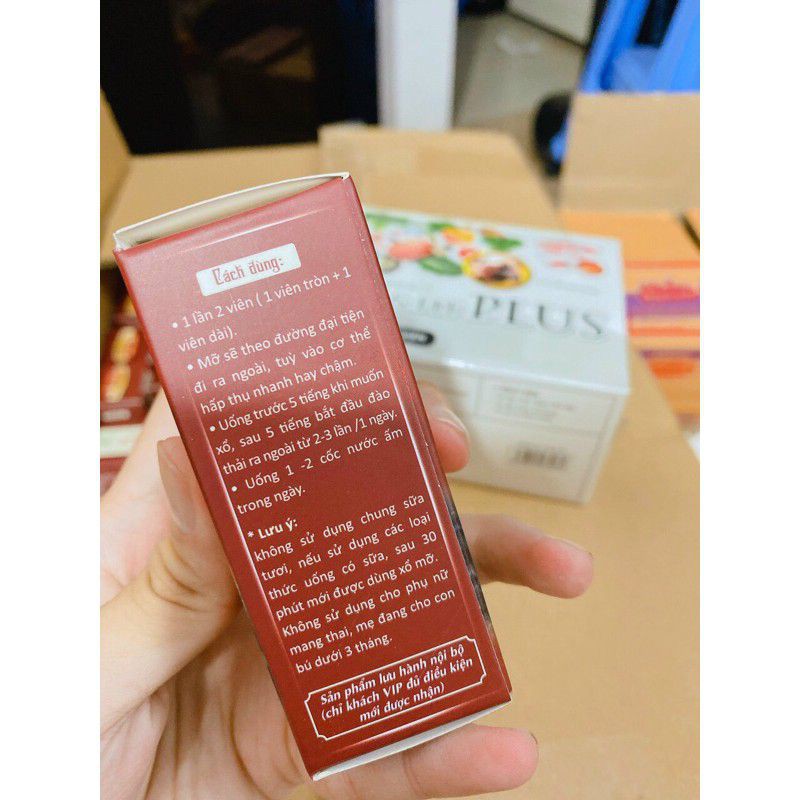 Cách dùng:
• 1 lần 2 viên ( 1 viên tròn + 1
viên dài).
• Mỡ sẽ theo đường đại tiện
đi ra ngoài, tuỳ vào cơ thể
hấp thụ nhanh hay chậm.
• Uống trước 5 tiếng khi muốn
xổ, sau 5 tiếng bắt đầu đào
thải ra ngoài từ 2-3 lần /1 ngày.
• Uống 1 -2 cốc nước ấm
trong ngày.
* Lưu ý:
không sử dụng chung sữa
tươi, nếu sử dụng các loại
thức uống có sữa, sau 30
phút mới được dùng xổ mỡ.
Không sử dụng cho phụ nữ
mang thai, mẹ đang cho con
bú dưới 3 tháng.
Sản phẩm lưu hành nội bộ
(chỉ khách VIP đủ điều kiện
mới được nhận)
PLUS